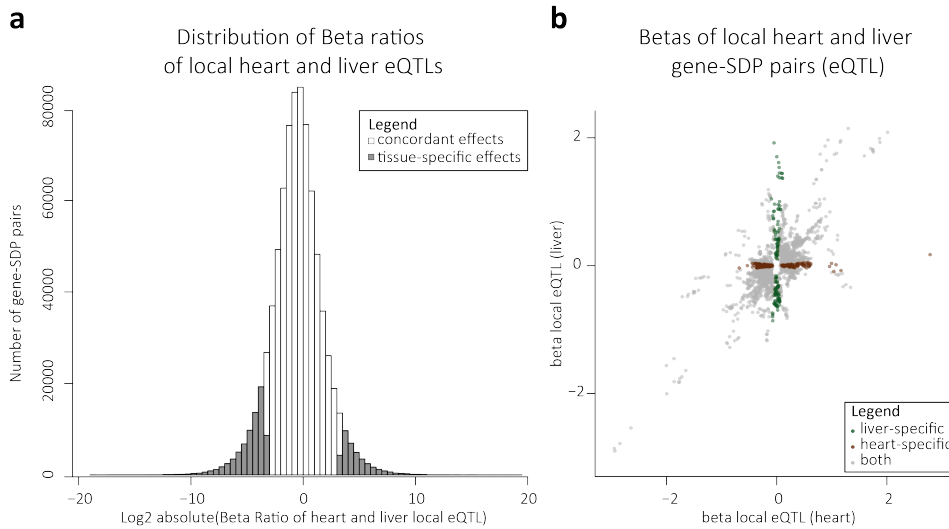 a
Distribution of Beta ratios
of local heart and liver eQTLs
Legend
concordant effects
tissue-specific effects
Number of gene-SDP pairs
80000
60000
40000
20000
0
−20
−10
0
10
20
Log2 absolute(Beta Ratio of heart and liver local eQTL)
b
Betas of local heart and liver
gene-SDP pairs (eQTL)
beta local eQTL (liver)
2
0
−2
Legend
liver-specific
heart-specific
both
−2
0
2
beta local eQTL (heart)